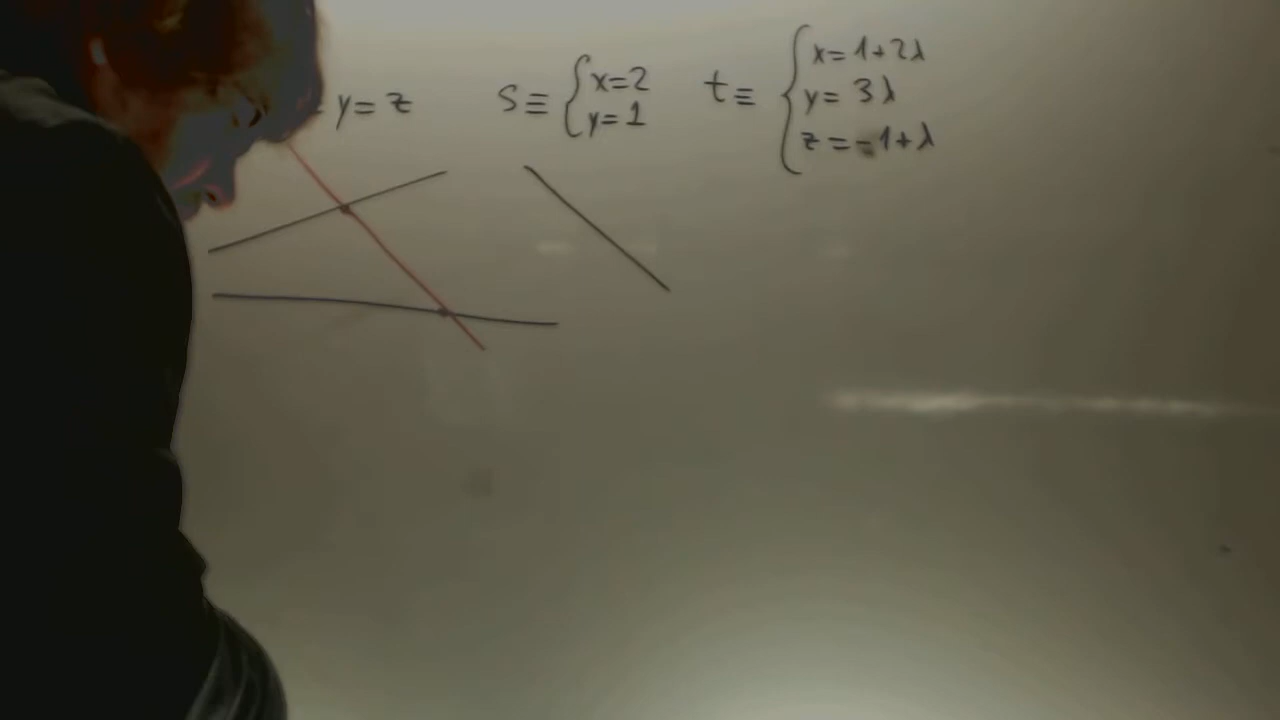 y=z
S≡ {x=2
y=1
t≡ {x=1+2λ
y=3λ
z=-1+λ